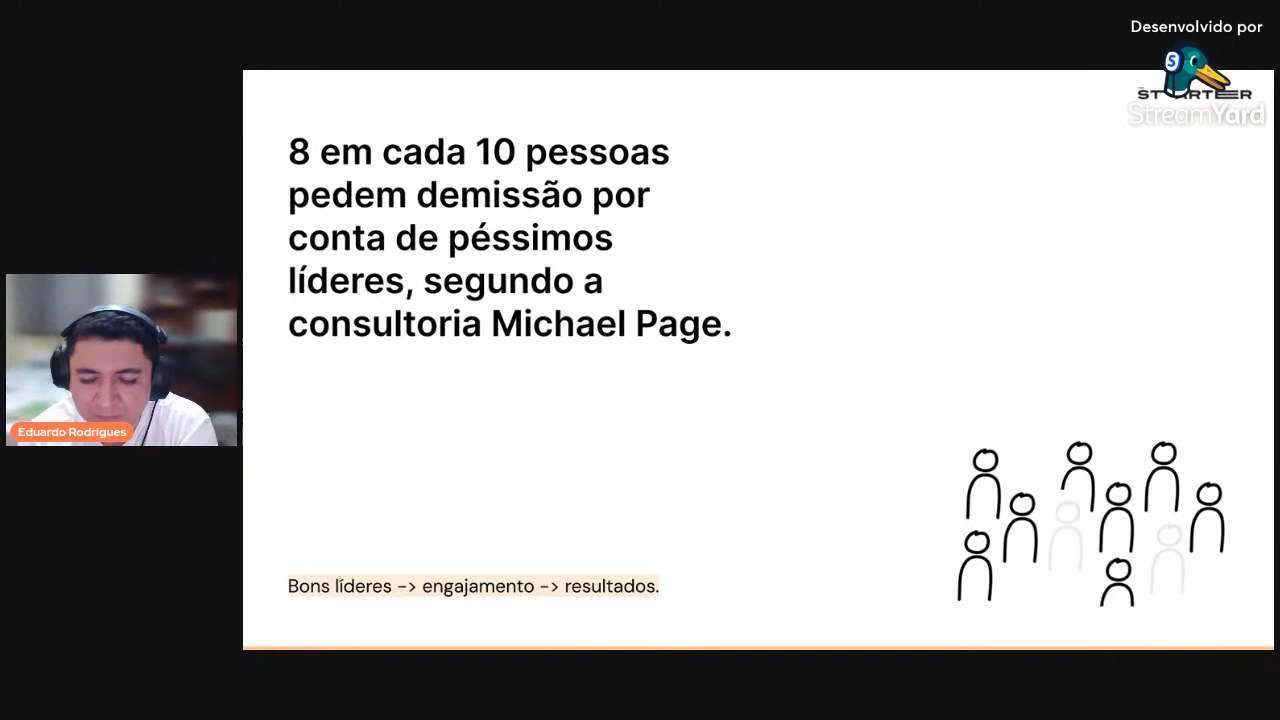 Desenvolvido por
StreamYard
8 em cada 10 pessoas
pedem demissão por
conta de péssimos
líderes, segundo a
consultoria Michael Page.
Eduardo Rodrigues
Bons líderes -> engajamento -> resultados.